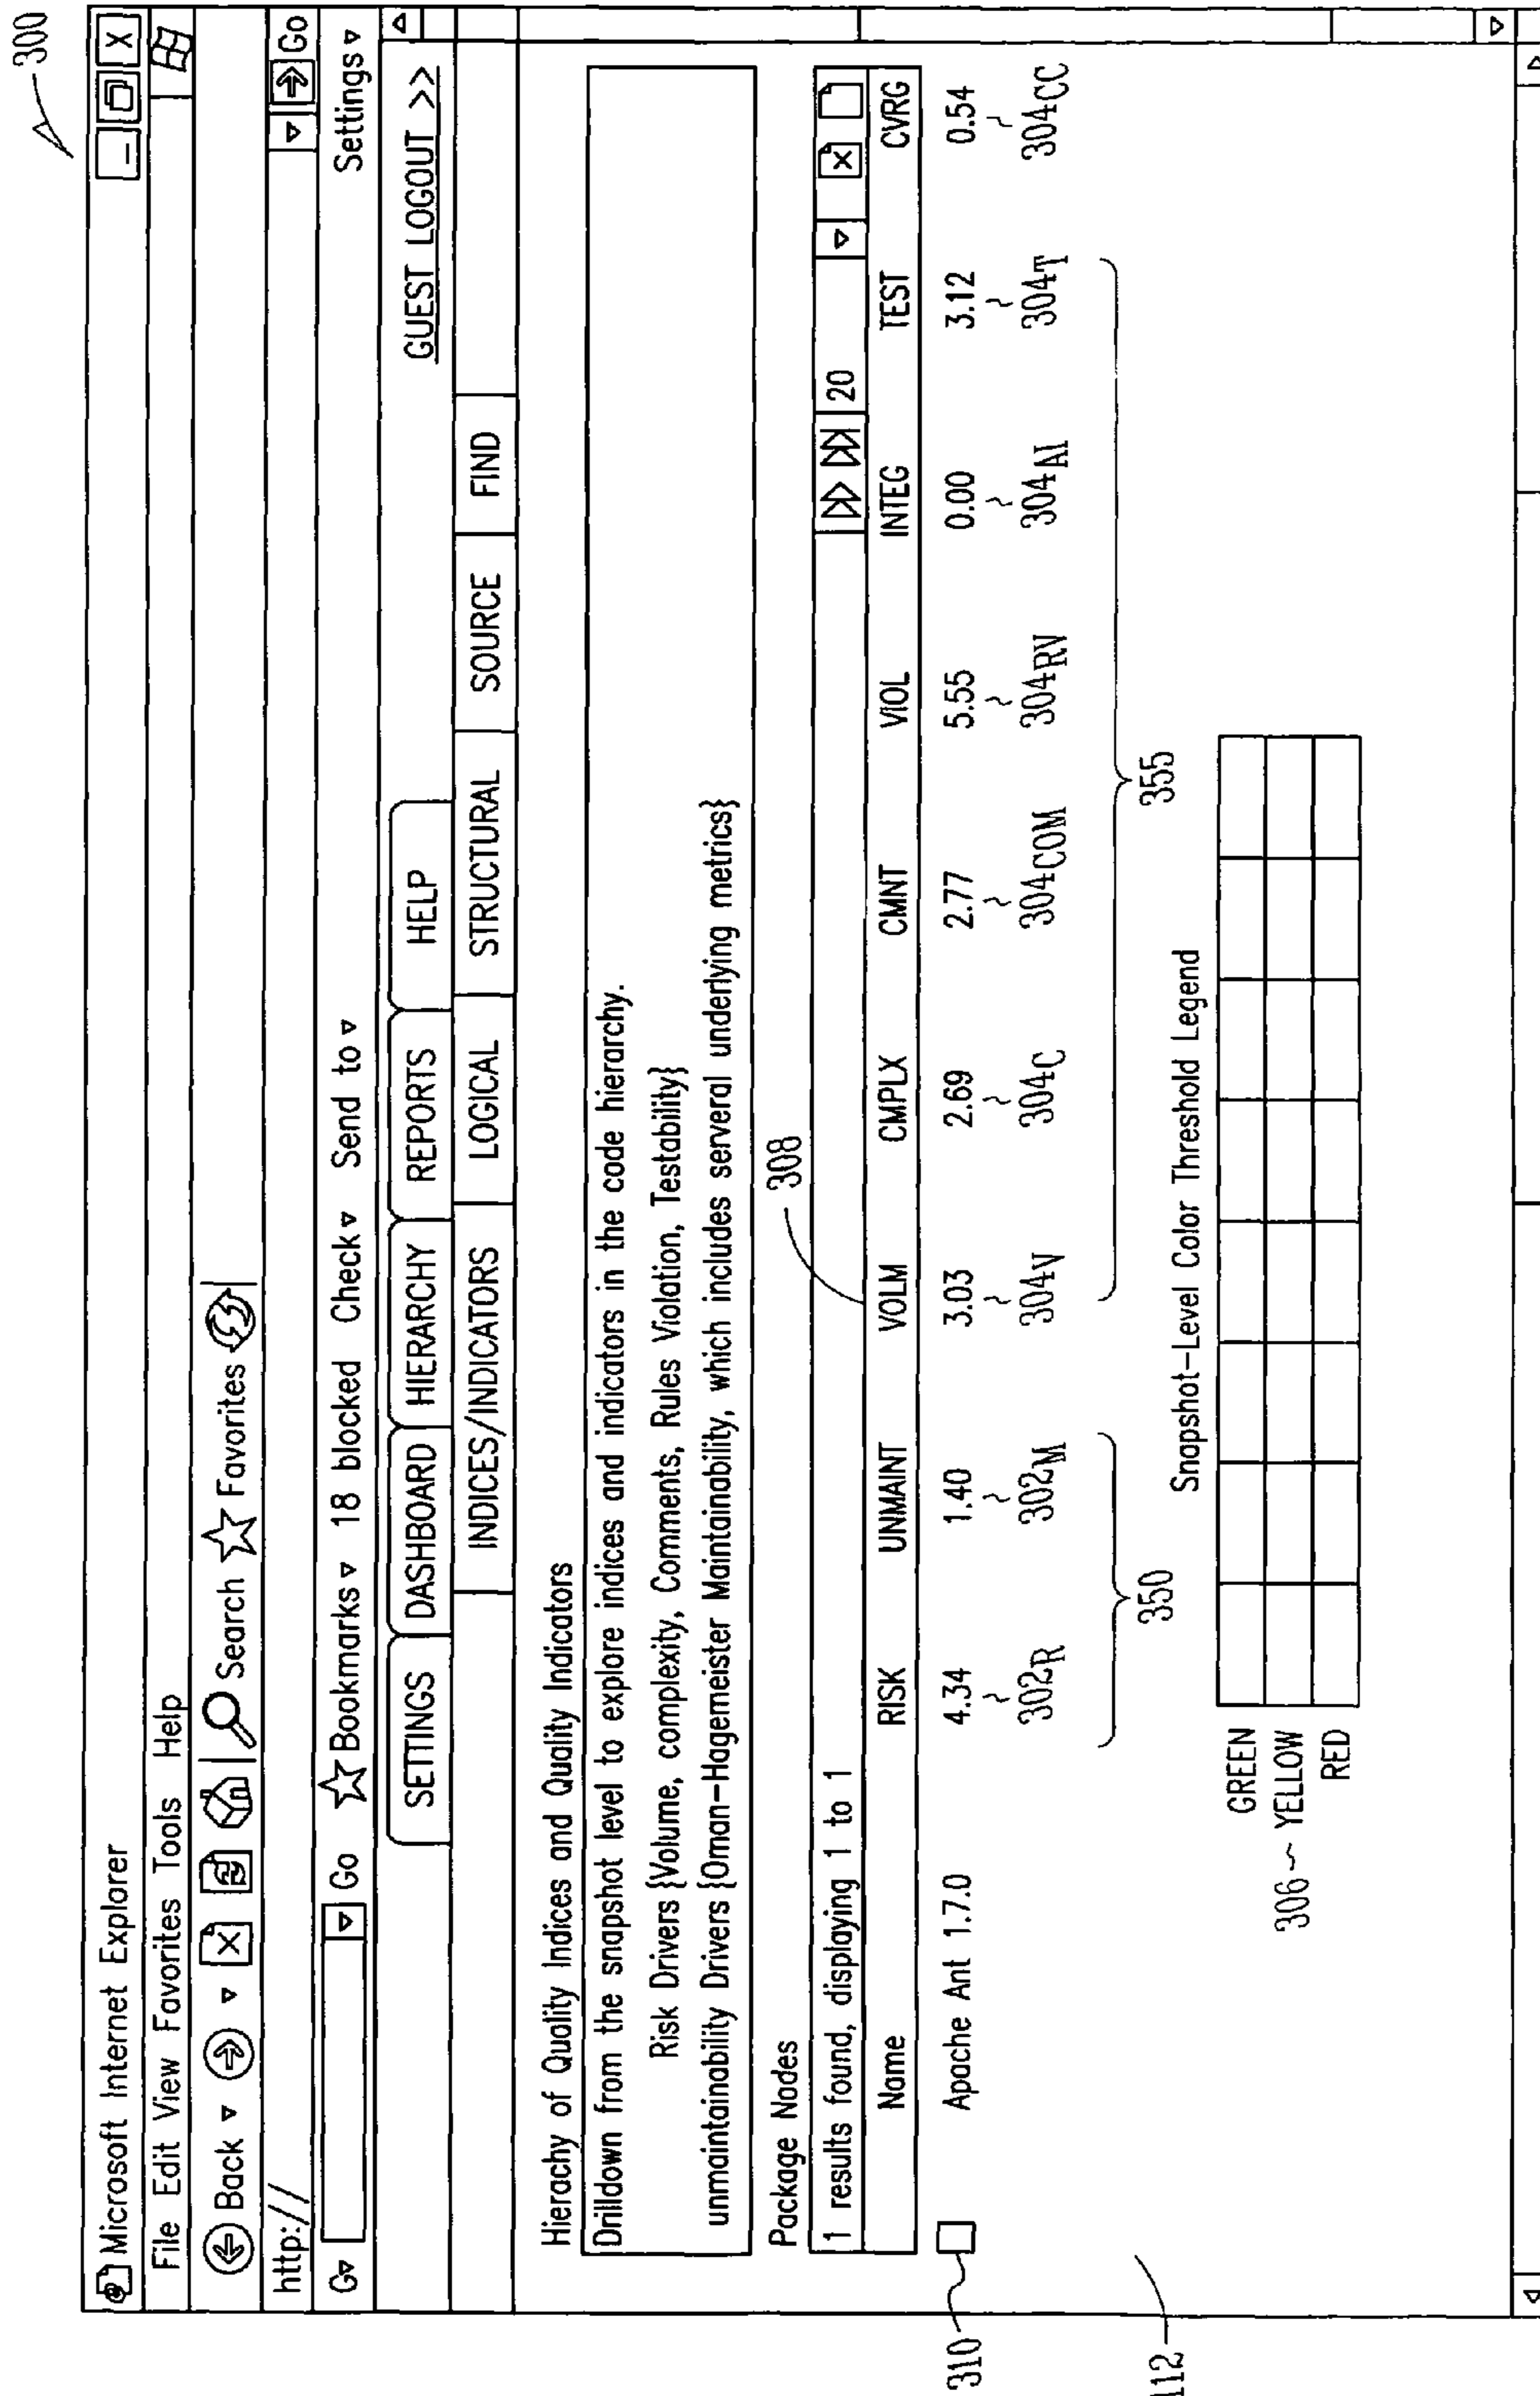 300
Microsoft Internet Explorer
X
File Edit View Favorites Tools Help
Back Search Favorites
http:// Go
G Go Bookmarks 18 blocked Check Send to Settings
SETTINGS DASHBOARD HIERARCHY REPORTS HELP GUEST LOGOUT >>
INDICES/INDICATORS LOGICAL STRUCTURAL SOURCE FIND
Hierachy of Quality Indices and Quality Indicators
Drilldown from the snapshot level to explore indices and indicators in the code hierarchy.
Risk Drivers {Volume, complexity, Comments, Rules Violation, Testability}
unmaintainability Drivers {Oman-Hagemeister Maintainability, which includes serveral underlying metrics}
Package Nodes
308
1 results found, displaying 1 to 1 20
Name RISK UNMAINT VOLM CMPLX CMNT VIOL INTEG TEST CVRG
Apache Ant 1.7.0 4.34 1.40 3.03 2.69 2.77 5.55 0.00 3.12 0.54
310 302R 302M 304V 304C 304COM 304RV 304AI 304T 304CC
350 355
112
Snapshot-Level Color Threshold Legend
GREEN
306 YELLOW
RED